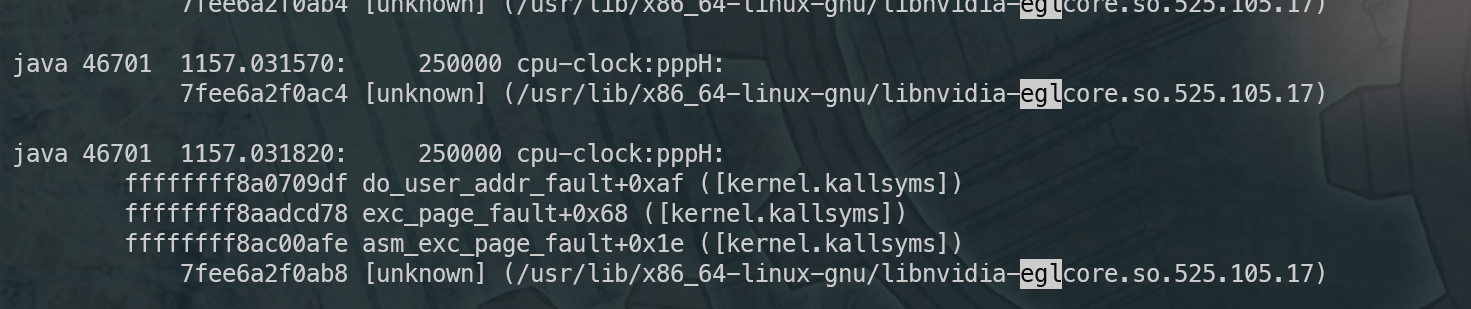 7fee6a2f0ab4 [unknown] (/usr/lib/x86_64-linux-gnu/libnvidia-eglcore.so.525.105.17)
java 46701  1157.031570:     250000 cpu-clock:pppH:
7fee6a2f0ac4 [unknown] (/usr/lib/x86_64-linux-gnu/libnvidia-eglcore.so.525.105.17)
java 46701  1157.031820:     250000 cpu-clock:pppH:
ffffffff8a0709df do_user_addr_fault+0xaf ([kernel.kallsyms])
ffffffff8aadcd78 exc_page_fault+0x68 ([kernel.kallsyms])
ffffffff8ac00afe asm_exc_page_fault+0x1e ([kernel.kallsyms])
7fee6a2f0ab8 [unknown] (/usr/lib/x86_64-linux-gnu/libnvidia-eglcore.so.525.105.17)